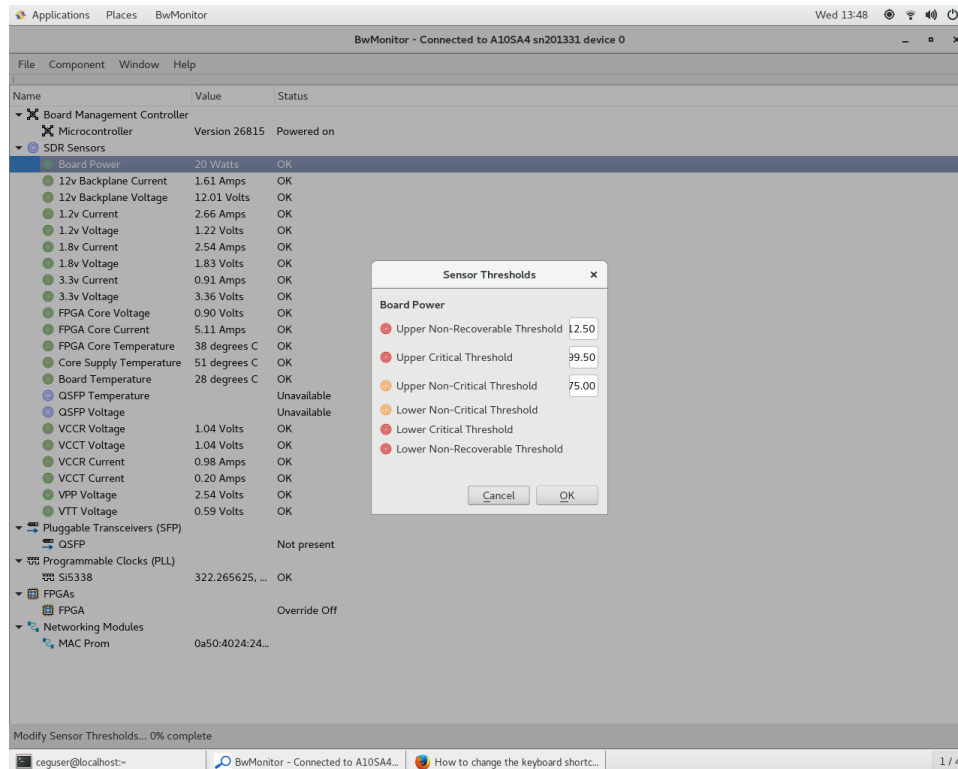 Applications Places BwMonitor Wed 13:48
BwMonitor - Connected to A10SA4 sn201331 device 0
File Component Window Help
Name Value Status
Board Management Controller
Microcontroller Version 26815 Powered on
SDR Sensors
Board Power 20 Watts OK
12v Backplane Current 1.61 Amps OK
12v Backplane Voltage 12.01 Volts OK
1.2v Current 2.66 Amps OK
1.2v Voltage 1.22 Volts OK
1.8v Current 2.54 Amps OK
1.8v Voltage 1.83 Volts OK
3.3v Current 0.91 Amps OK
3.3v Voltage 3.36 Volts OK
FPGA Core Voltage 0.90 Volts OK
FPGA Core Current 5.11 Amps OK
FPGA Core Temperature 38 degrees C OK
Core Supply Temperature 51 degrees C OK
Board Temperature 28 degrees C OK
QSFP Temperature Unavailable
QSFP Voltage Unavailable
VCCR Voltage 1.04 Volts OK
VCCT Voltage 1.04 Volts OK
VCCR Current 0.98 Amps OK
VCCT Current 0.20 Amps OK
VPP Voltage 2.54 Volts OK
VTT Voltage 0.59 Volts OK
Pluggable Transceivers (SFP)
QSFP Not present
Programmable Clocks (PLL)
Si5338 322.265625, ... OK
FPGAs
FPGA Override Off
Networking Modules
MAC Prom 0a50:4024:24...
Sensor Thresholds
Board Power
Upper Non-Recoverable Threshold 12.50
Upper Critical Threshold 99.50
Upper Non-Critical Threshold 75.00
Lower Non-Critical Threshold
Lower Critical Threshold
Lower Non-Recoverable Threshold
Cancel OK
Modify Sensor Thresholds... 0% complete
ceguser@localhost:~ BwMonitor - Connected to A10SA4... How to change the keyboard shortc... 1 / 4